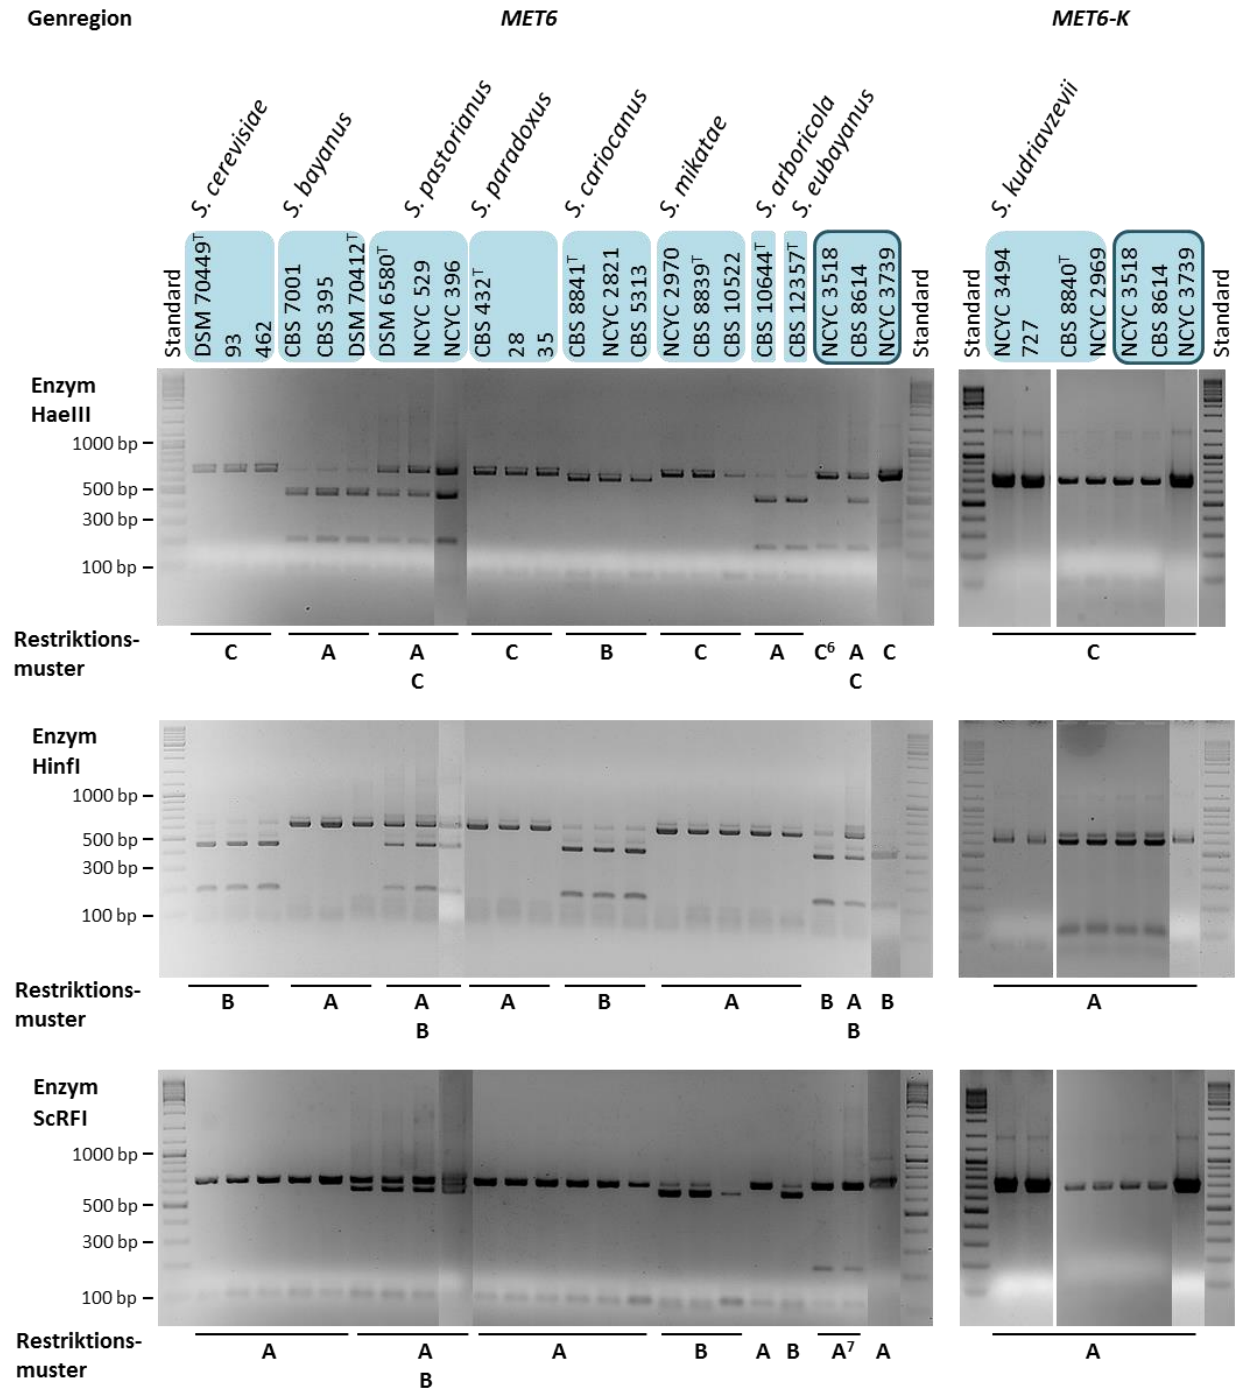 Genregion MET6 MET6-K
S. cerevisiae S. bayanus S. pastorianus S. paradoxus S. cariocanus S. mikatae S. arboricola S. eubayanus S. kudriavzevii
Standard DSM 70449T 93 462 CBS 7001 CBS 395 DSM 70412T DSM 6580T NCYC 529 NCYC 396 CBS 432T 28 35 CBS 8841T NCYC 2821 CBS 5313 NCYC 2970 CBS 8839T CBS 10522 CBS 10644T CBS 12357T NCYC 3518 CBS 8614 NCYC 3739 Standard NCYC 3494 727 CBS 8840T NCYC 2969 NCYC 3518 CBS 8614 NCYC 3739 Standard
Enzym
HaeIII
1000 bp
500 bp
300 bp
100 bp
Restriktions-
muster
C A A C B C A C6 A C C
C C
Enzym
HinfI
1000 bp
500 bp
300 bp
100 bp
Restriktions-
muster
B A A A B A B A B A
B B
Enzym
ScRFI
1000 bp
500 bp
300 bp
100 bp
Restriktions-
muster
A A A B A B A7 A A
B